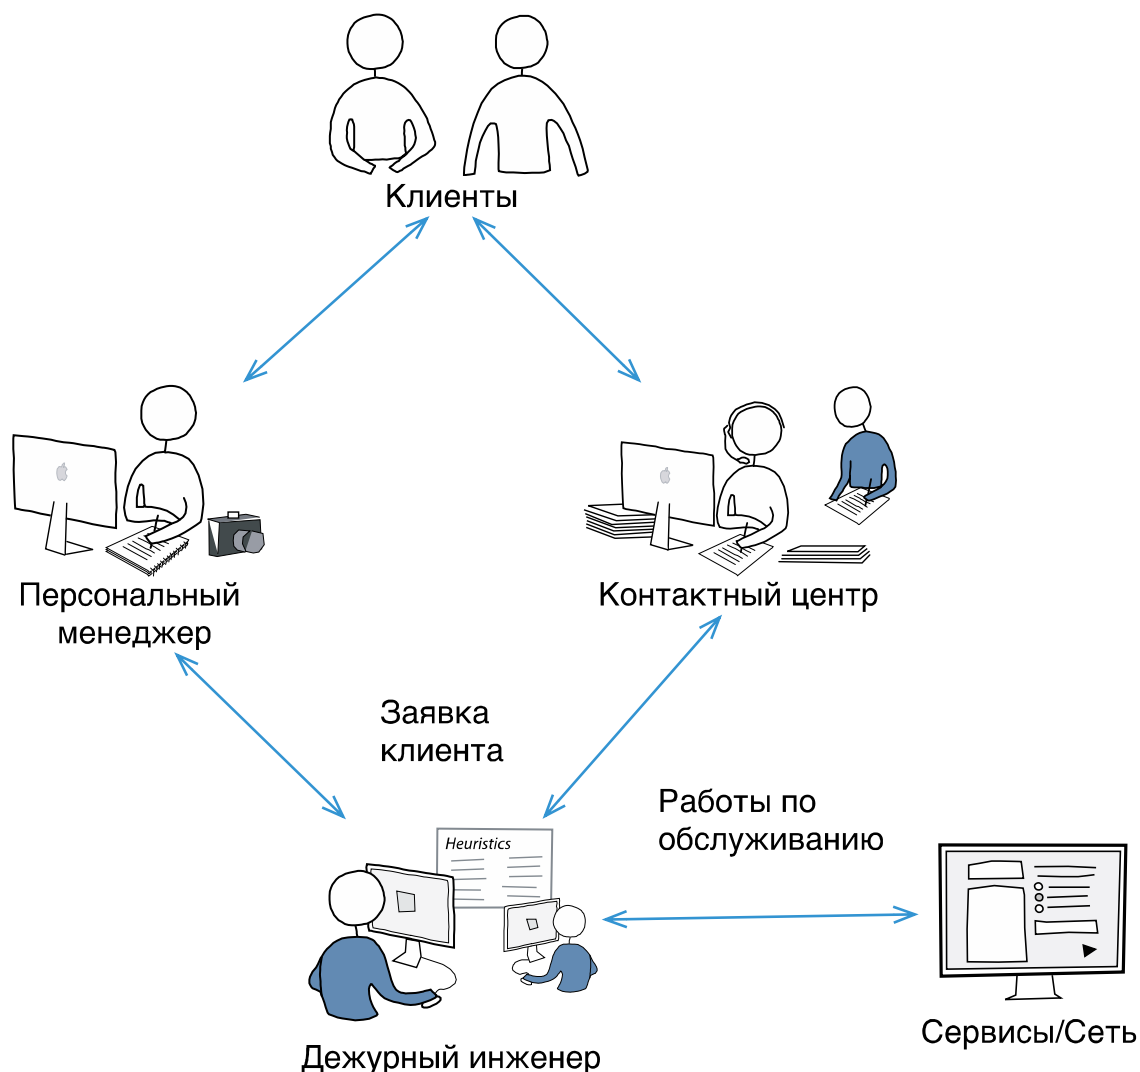 Клиенты
Персональный
менеджер
Контактный центр
Заявка
клиента
Работы по
обслуживанию
Heuristics
Сервисы/Сеть
Дежурный инженер